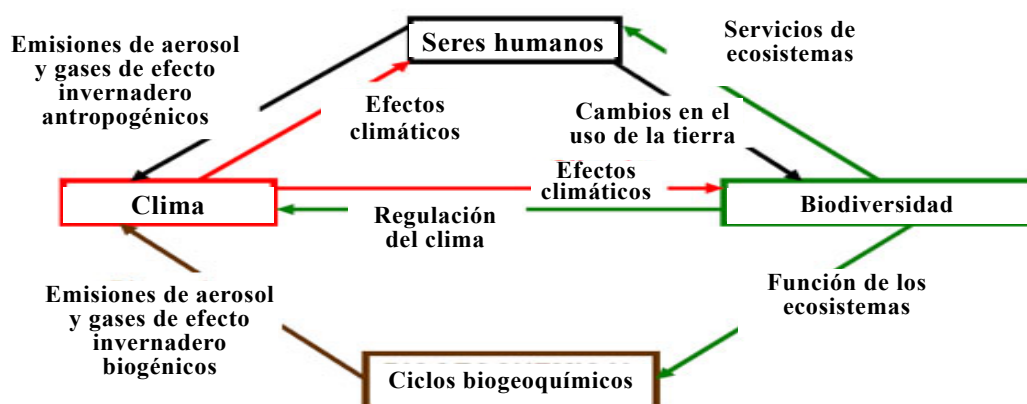 Emisiones de aerosol
y gases de efecto
invernadero
antropogénicos
Seres humanos
Servicios de
ecosistemas
Efectos
climáticos
Cambios en el
uso de la tierra
Efectos
climáticos
Clima
Regulación
del clima
Biodiversidad
Emisiones de aerosol
y gases de efecto
invernadero
biogénicos
Función de los
ecosistemas
Ciclos biogeoquímicos